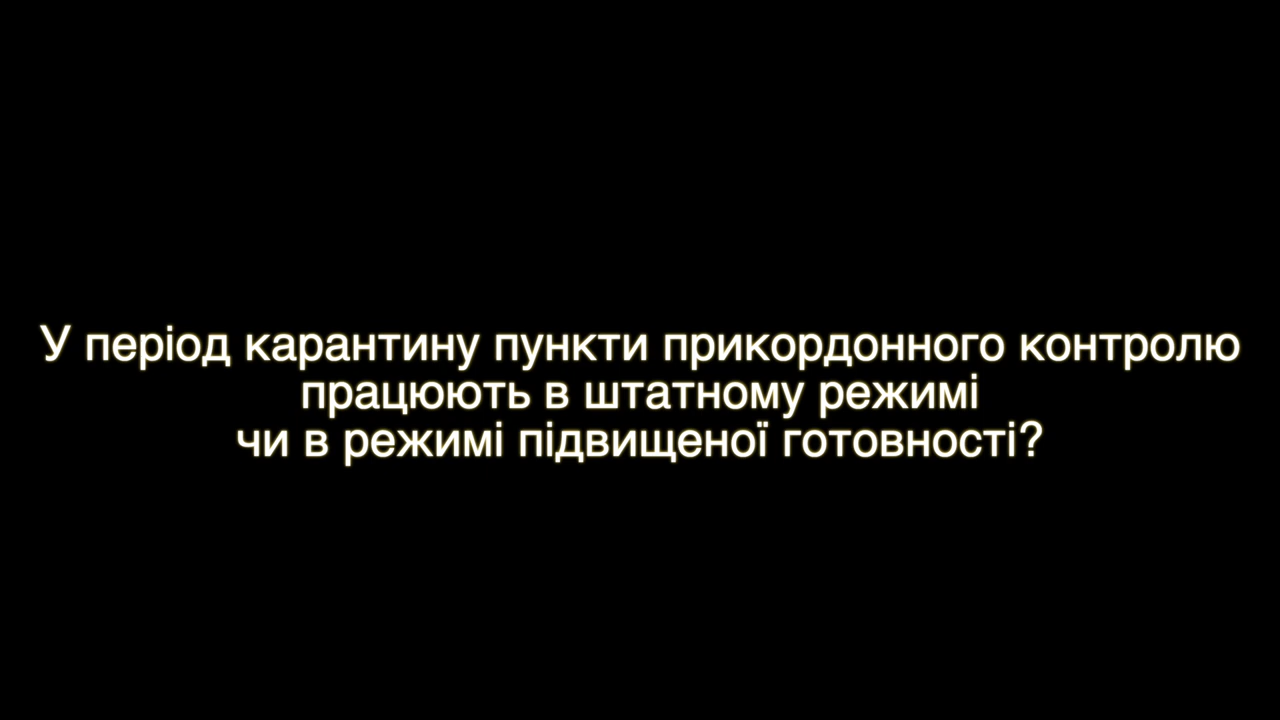 У період карантину пункти прикордонного контролю
працюють в штатному режимі
чи в режимі підвищеної готовності?